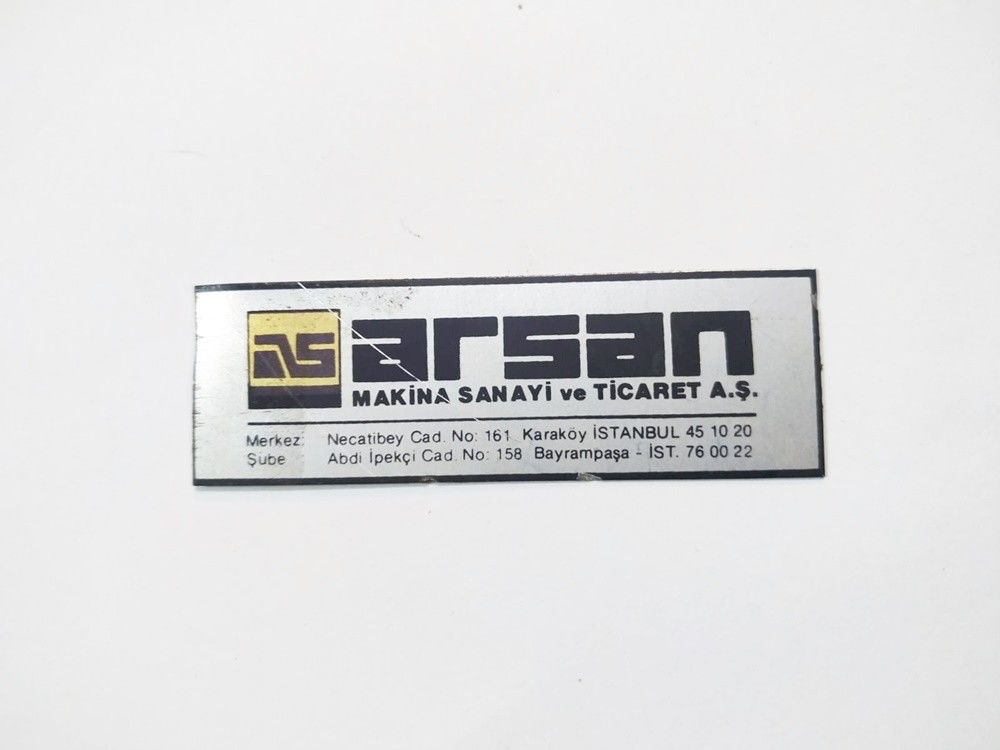 as arsan
MAKİNA SANAYİ ve TİCARET A.Ş.
Merkez: Necatibey Cad. No: 161 Karaköy İSTANBUL 45 10 20
Şube Abdi İpekçi Cad. No: 158 Bayrampaşa - İST. 76 00 22